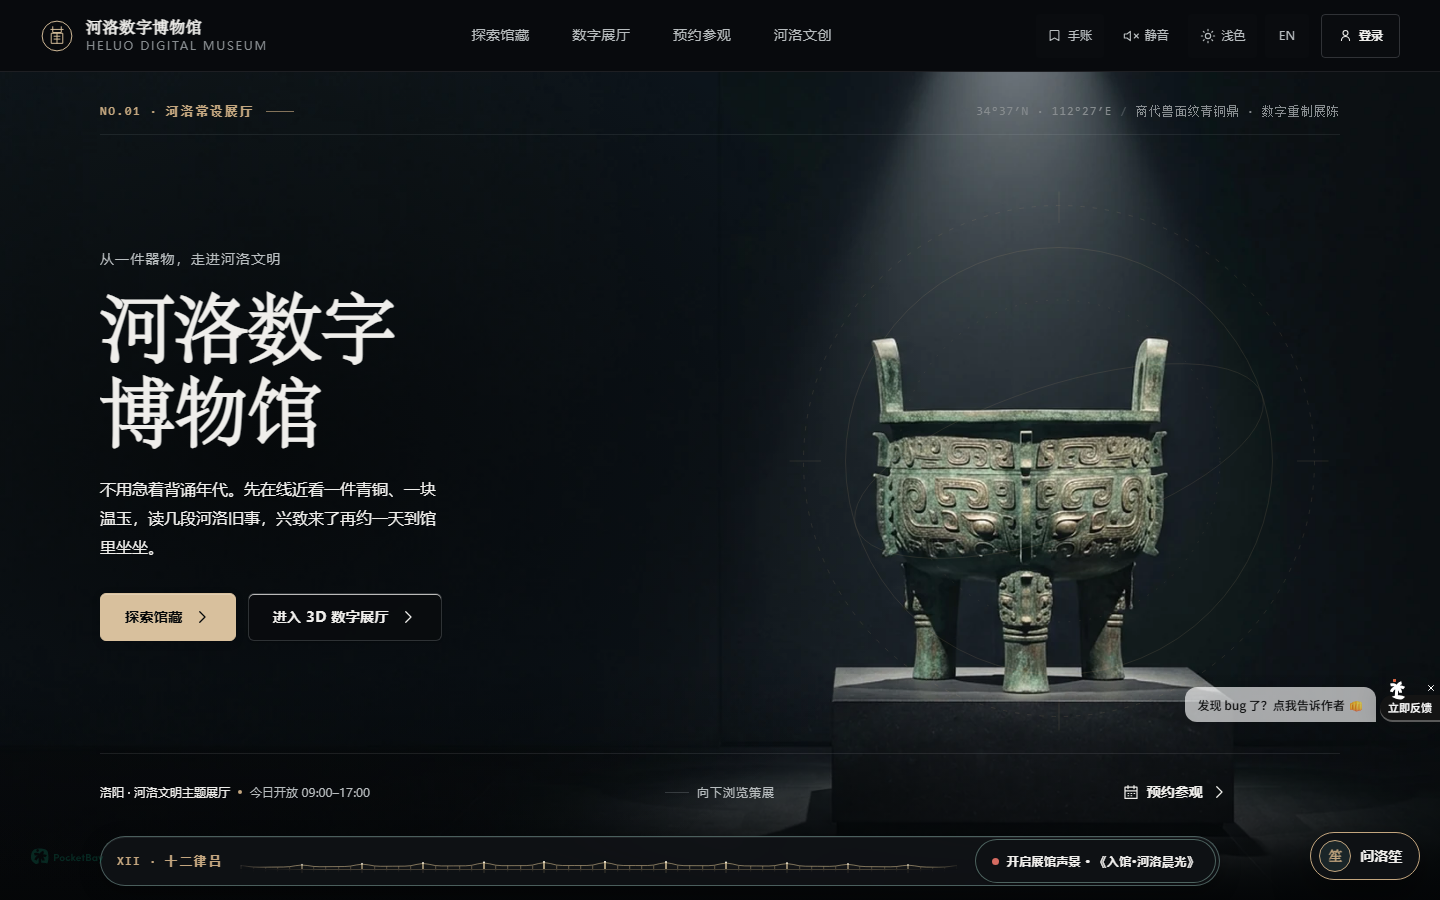 河洛数字博物馆
HELUO DIGITAL MUSEUM
探索馆藏
数字展厅
预约参观
河洛文创
手账
静音
浅色
EN
登录
NO.01 · 河洛常设展厅
34°37′N · 112°27′E / 商代兽面纹青铜鼎 · 数字重制展陈
从一件器物，走进河洛文明
河洛数字
博物馆
不用急着背诵年代。先在线近看一件青铜、一块
温玉，读几段河洛旧事，兴致来了再约一天到馆
里坐坐。
探索馆藏
进入 3D 数字展厅
发现 bug 了？点我告诉作者 👊
立即反馈
洛阳 · 河洛文明主题展厅 • 今日开放 09:00–17:00
向下浏览策展
预约参观
XII · 十二律吕
开启展馆声景 · 《入馆·河洛晨光》
笙 问洛笙